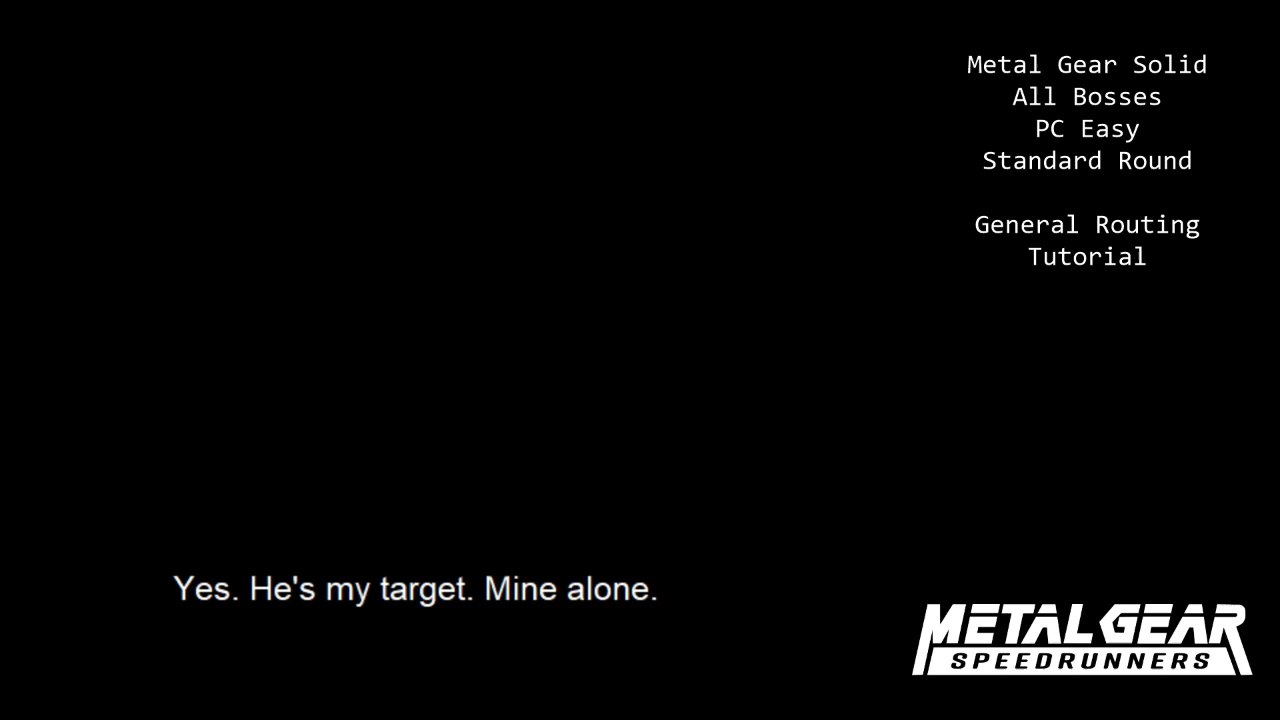 Metal Gear Solid
All Bosses
PC Easy
Standard Round
General Routing
Tutorial
Yes. He's my target. Mine alone.
METAL GEAR
SPEEDRUNNERS